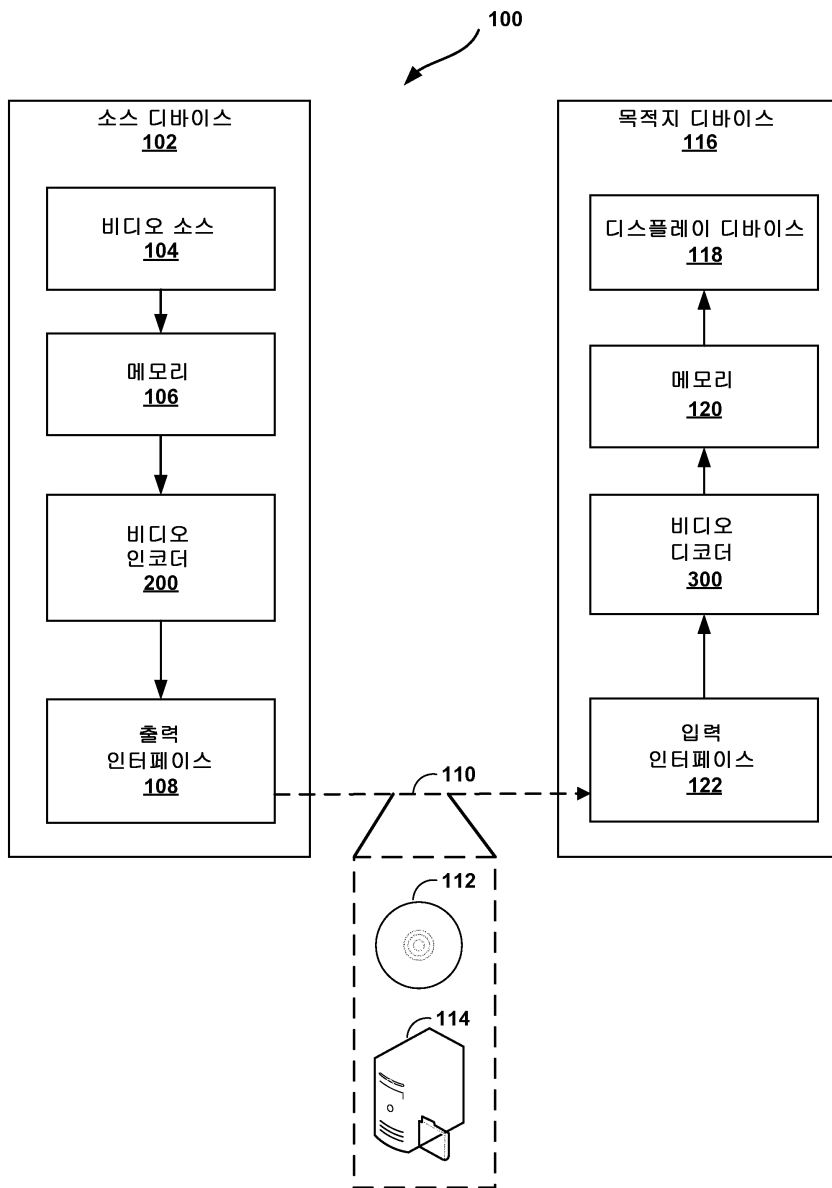 100
소스 디바이스
102
비디오 소스
104
메모리
106
비디오
인코더
200
출력
인터페이스
108
목적지 디바이스
116
디스플레이 디바이스
118
메모리
120
비디오
디코더
300
입력
인터페이스
122
110
112
114